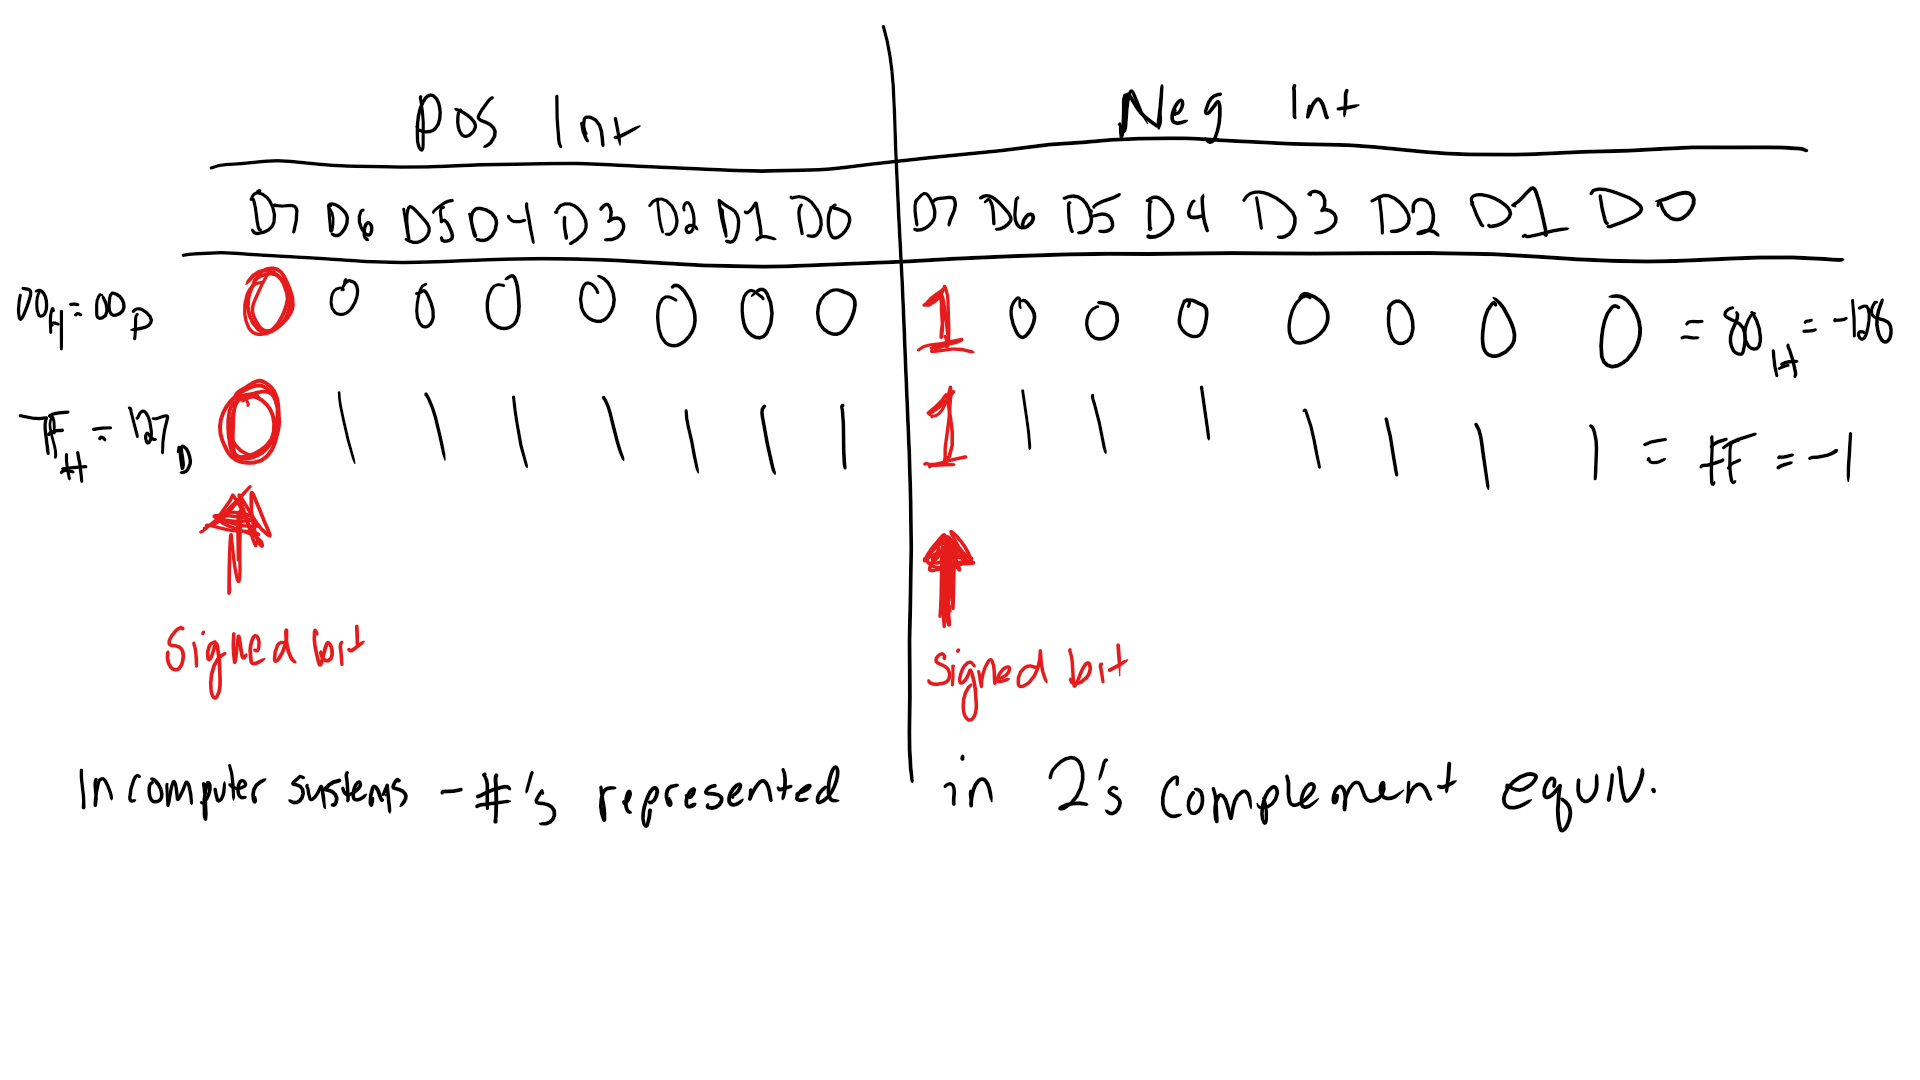 Pos Int
Neg Int
D7 D6 D5 D4 D3 D2 D1 D0
D7 D6 D5 D4 D3 D2 D1 D0
00H = 00D 0 0 0 0 0 0 0 0
1 0 0 0 0 0 0 0 = 80H = -128
7FH = 127D 0 1 1 1 1 1 1 1
1 1 1 1 1 1 1 1 = FF = -1
Signed bit
Signed bit
In computer systems - #'s represented in 2's complement equiv.